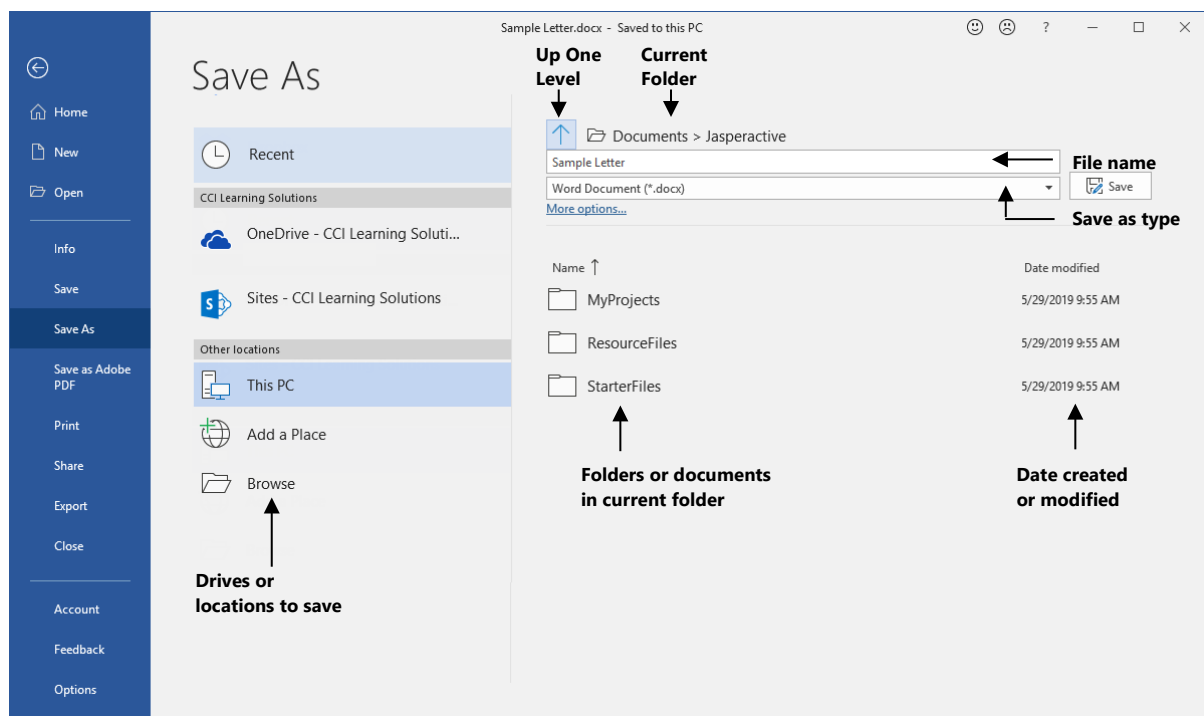 Sample Letter.docx - Saved to this PC
?
Home
New
Open
Info
Save
Save As
Save as Adobe
PDF
Print
Share
Export
Close
Account
Feedback
Options
Save As
Recent
CCI Learning Solutions
OneDrive - CCI Learning Soluti...
Sites - CCI Learning Solutions
Other locations
This PC
Add a Place
Browse
Drives or
locations to save
Up One
Level
Current
Folder
Documents > Jasperactive
Sample Letter
File name
Word Document (*.docx)
Save
Save as type
More options...
Name ↑ Date modified
MyProjects 5/29/2019 9:55 AM
ResourceFiles 5/29/2019 9:55 AM
StarterFiles 5/29/2019 9:55 AM
Folders or documents
in current folder
Date created
or modified